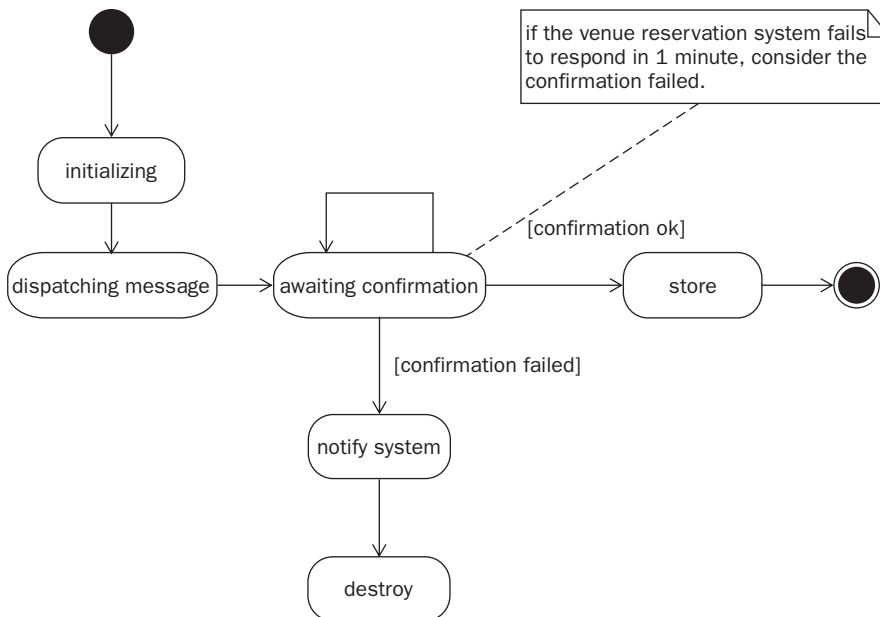 if the venue reservation system fails
to respond in 1 minute, consider the
confirmation failed.
initializing
[confirmation ok]
dispatching message
awaiting confirmation
store
[confirmation failed]
notify system
destroy